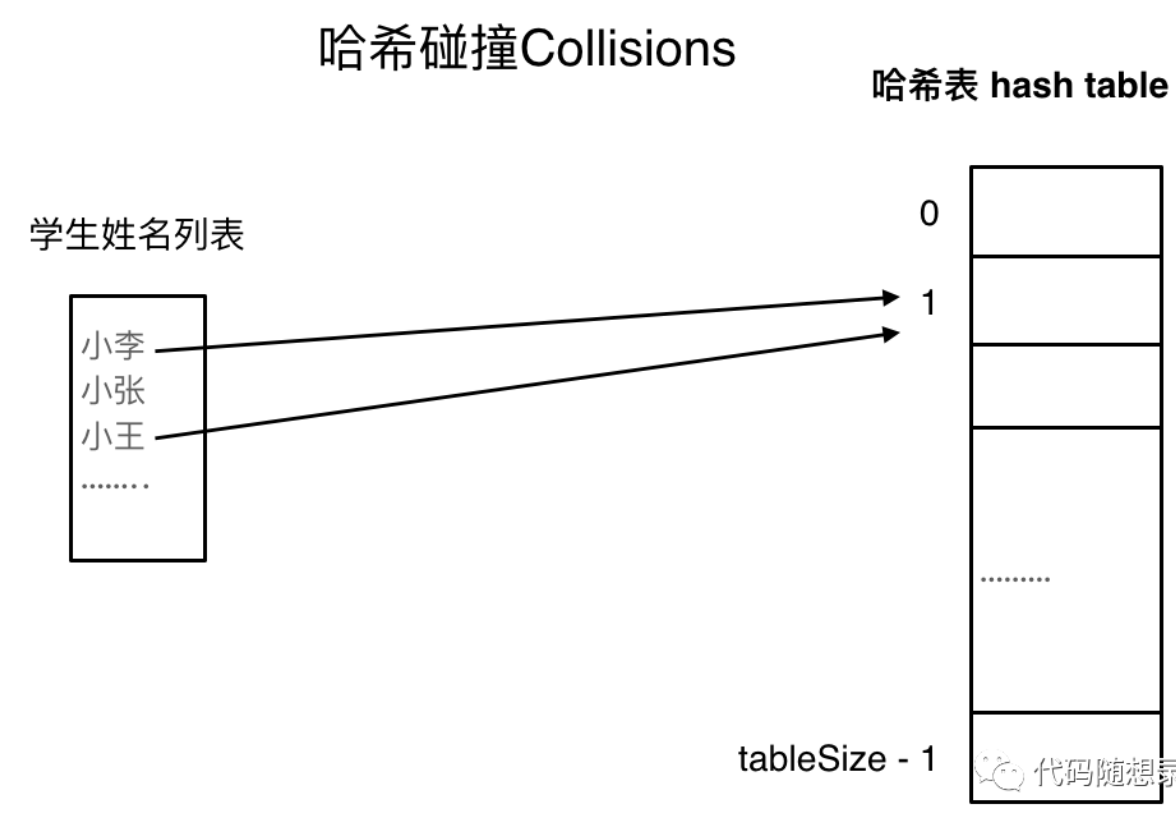 哈希碰撞Collisions
哈希表 hash table
学生姓名列表
小李
小张
小王
........
0
1
.........
tableSize - 1
代码随想录